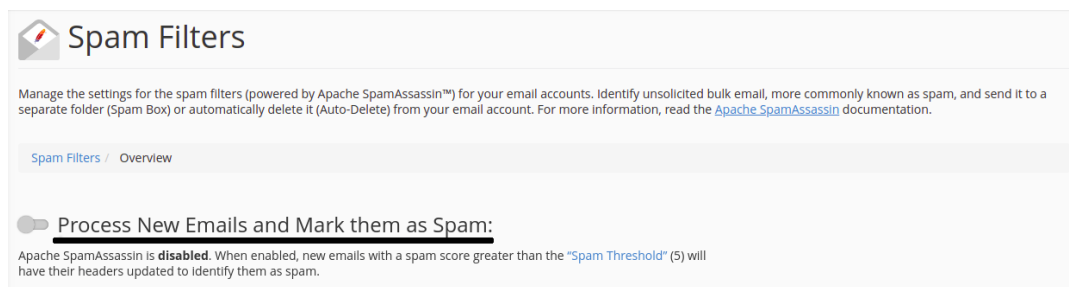 Spam Filters
Manage the settings for the spam filters (powered by Apache SpamAssassin™) for your email accounts. Identify unsolicited bulk email, more commonly known as spam, and send it to a
separate folder (Spam Box) or automatically delete it (Auto-Delete) from your email account. For more information, read the Apache SpamAssassin documentation.
Spam Filters / Overview
Process New Emails and Mark them as Spam:
Apache SpamAssassin is disabled. When enabled, new emails with a spam score greater than the “Spam Threshold” (5) will
have their headers updated to identify them as spam.